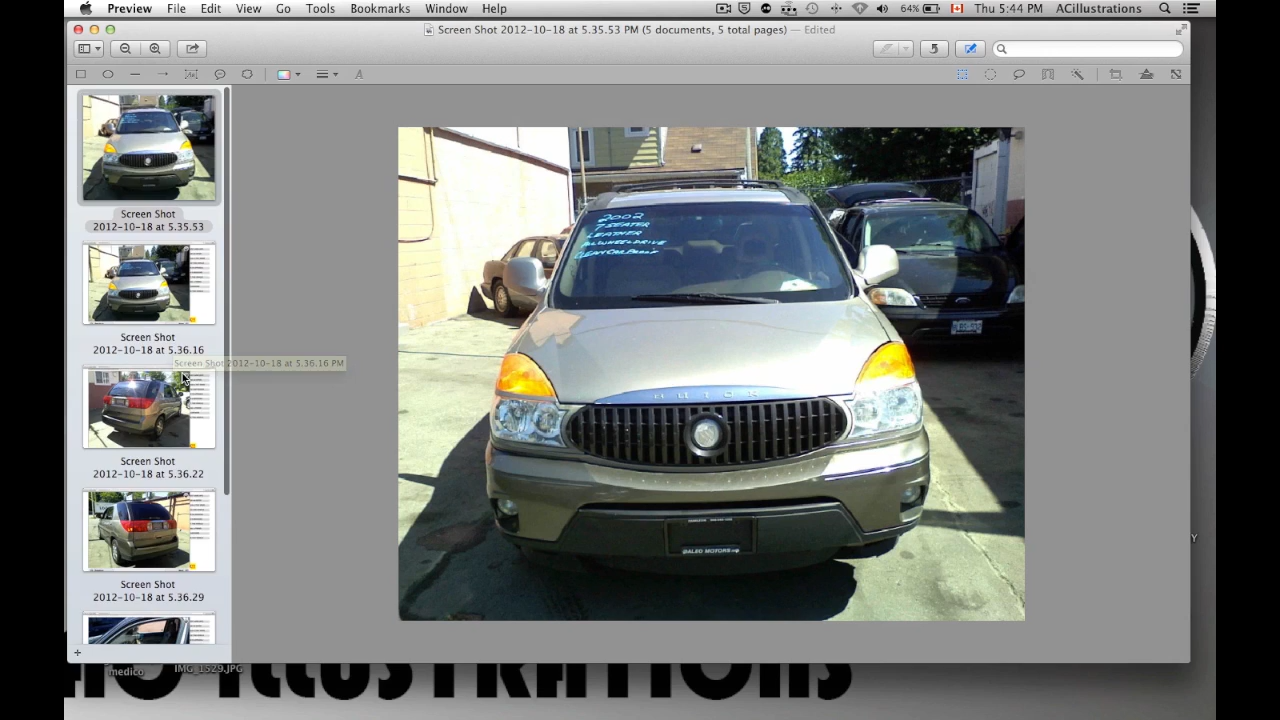 Preview File Edit View Go Tools Bookmarks Window Help 64% Thu 5:44 PM ACillustrations
Screen Shot 2012-10-18 at 5.35.53 PM (5 documents, 5 total pages) — Edited
Screen Shot
2012-10-18 at 5.35.53
Screen Shot
2012-10-18 at 5.36.16
Screen Shot 2012-10-18 at 5.36.16 PM
Screen Shot
2012-10-18 at 5.36.22
Screen Shot
2012-10-18 at 5.36.29
2002
7 SEATER
LEATHER
ALL WHEEL DRIVE
BUICK
medico
IMG_1529.JPG
ILLUSTRATIONS
Y